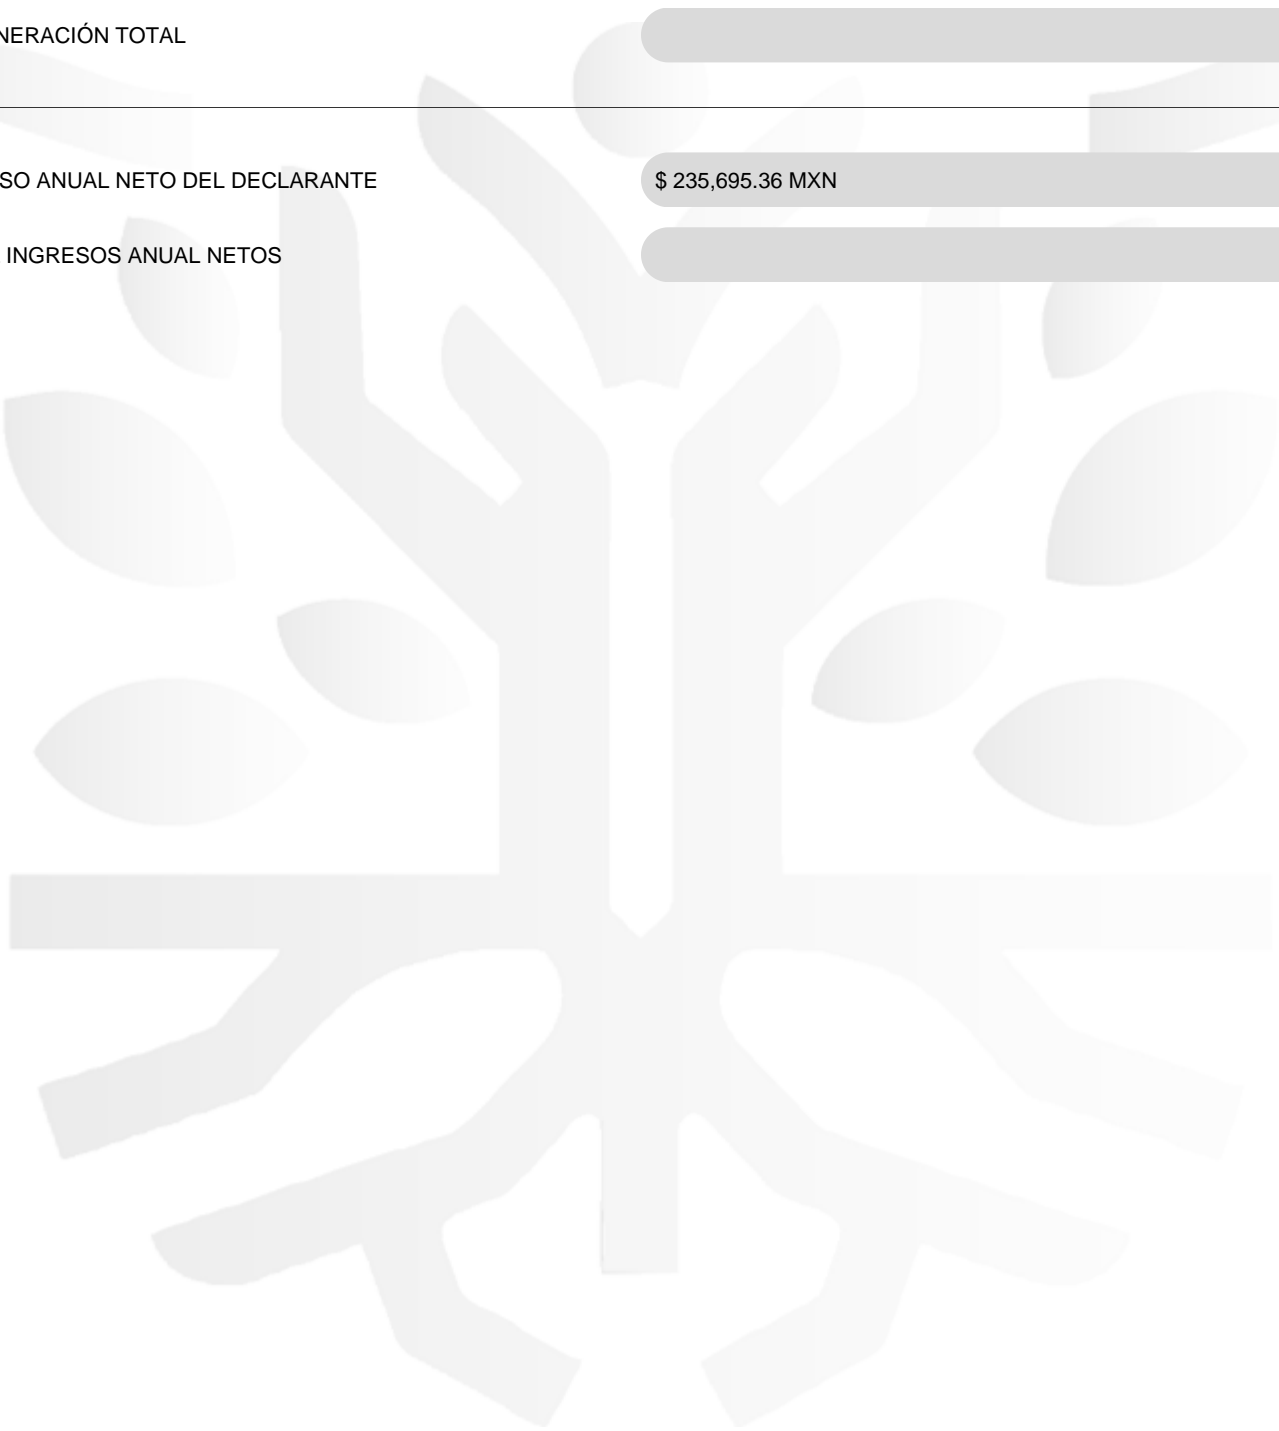 NERACIÓN TOTAL
SO ANUAL NETO DEL DECLARANTE $ 235,695.36 MXN
INGRESOS ANUAL NETOS